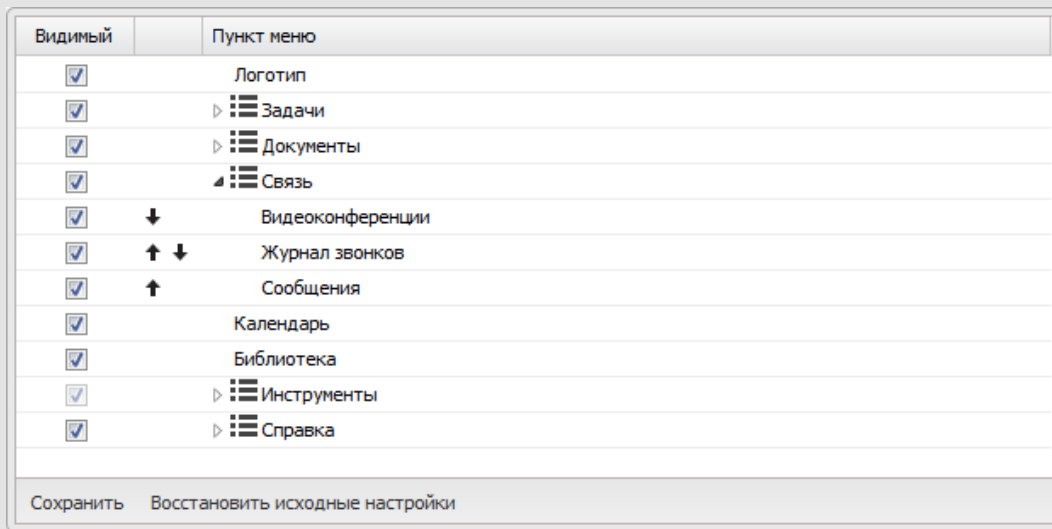 Видимый Пункт меню
Логотип
Задачи
Документы
Связь
Видеоконференции
Журнал звонков
Сообщения
Календарь
Библиотека
Инструменты
Справка
Сохранить Восстановить исходные настройки